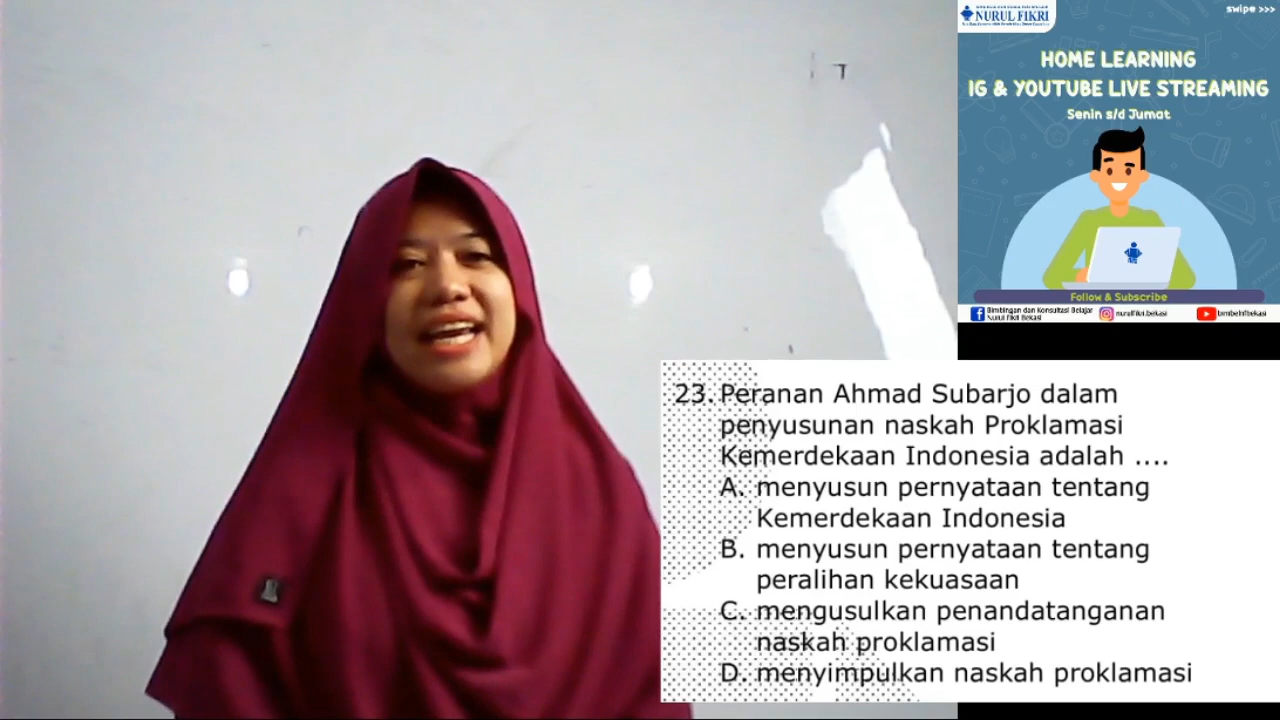 NURUL FIKRI
swipe >>>
HOME LEARNING
IG & YOUTUBE LIVE STREAMING
Senin s/d Jumat
Follow & Subscribe
Bimbingan dan Konsultasi Belajar
Nurul Fikri Bekasi
nurulfikri.bekasi
bimbelnfbekasi
23. Peranan Ahmad Subarjo dalam
penyusunan naskah Proklamasi
Kemerdekaan Indonesia adalah ....
A. menyusun pernyataan tentang
Kemerdekaan Indonesia
B. menyusun pernyataan tentang
peralihan kekuasaan
C. mengusulkan penandatanganan
naskah proklamasi
D. menyimpulkan naskah proklamasi